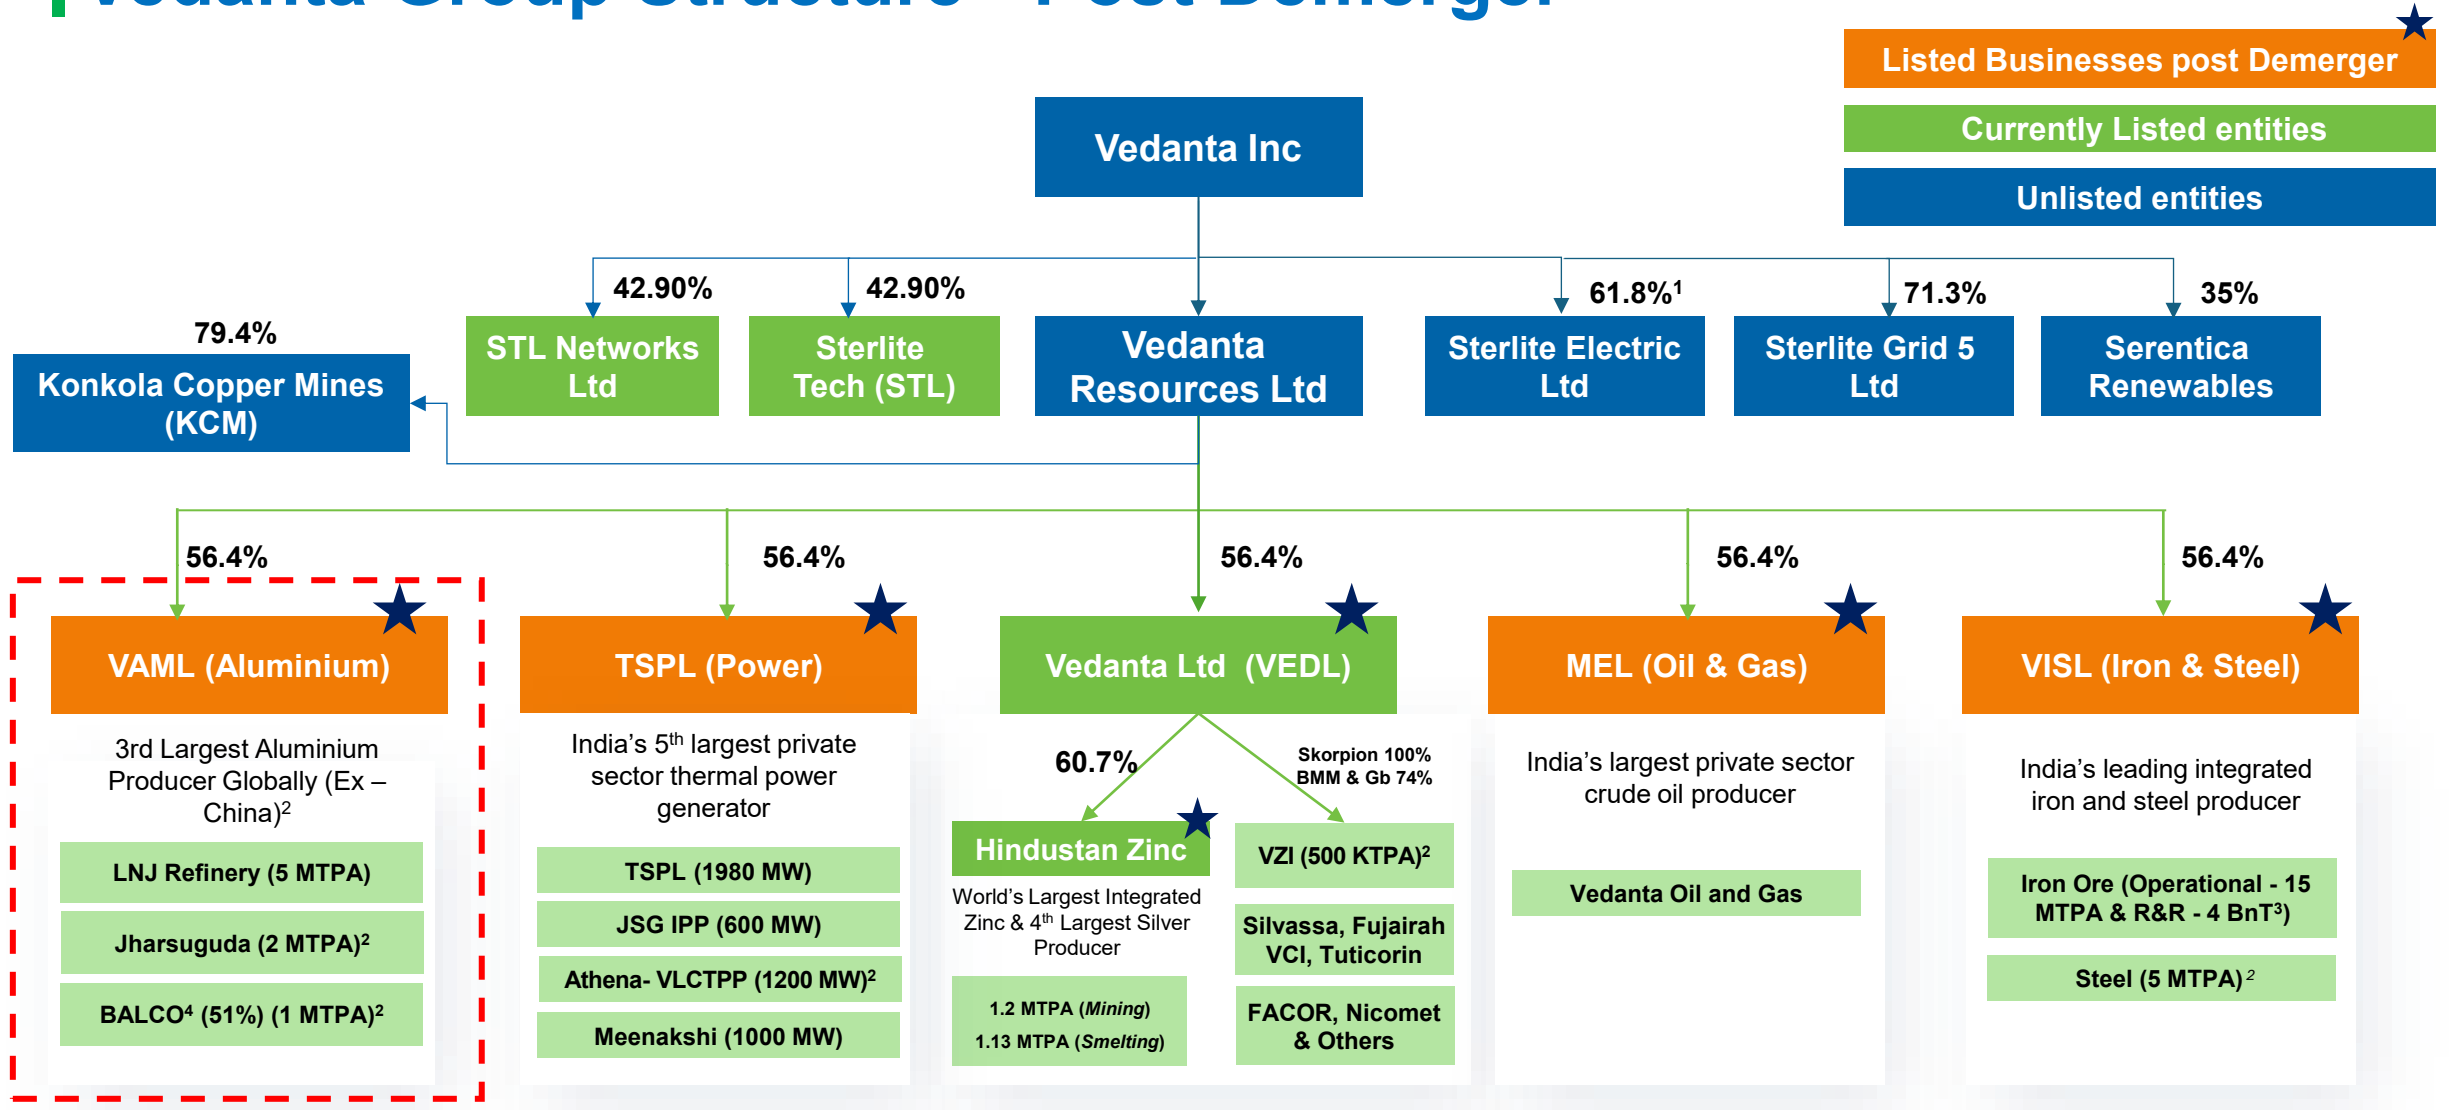 Vedanta Group Structure - Post Demerger
Listed Businesses post Demerger
Currently Listed entities
Unlisted entities
Vedanta Inc
42.90%
42.90%
61.8%¹
71.3%
35%
79.4%
Konkola Copper Mines
(KCM)
STL Networks
Ltd
Sterlite
Tech (STL)
Vedanta
Resources Ltd
Sterlite Electric
Ltd
Sterlite Grid 5
Ltd
Serentica
Renewables
56.4%
56.4%
56.4%
56.4%
56.4%
VAML (Aluminium)
3rd Largest Aluminium
Producer Globally (Ex –
China)²
LNJ Refinery (5 MTPA)
Jharsuguda (2 MTPA)²
BALCO⁴ (51%) (1 MTPA)²
TSPL (Power)
India's 5th largest private
sector thermal power
generator
TSPL (1980 MW)
JSG IPP (600 MW)
Athena- VLCTPP (1200 MW)²
Meenakshi (1000 MW)
Vedanta Ltd (VEDL)
60.7%
Skorpion 100%
BMM & Gb 74%
Hindustan Zinc
World's Largest Integrated
Zinc & 4th Largest Silver
Producer
1.2 MTPA (Mining)
1.13 MTPA (Smelting)
VZI (500 KTPA)²
Silvassa, Fujairah
VCI, Tuticorin
FACOR, Nicomet
& Others
MEL (Oil & Gas)
India's largest private sector
crude oil producer
Vedanta Oil and Gas
VISL (Iron & Steel)
India's leading integrated
iron and steel producer
Iron Ore (Operational - 15
MTPA & R&R - 4 BnT³)
Steel (5 MTPA)²